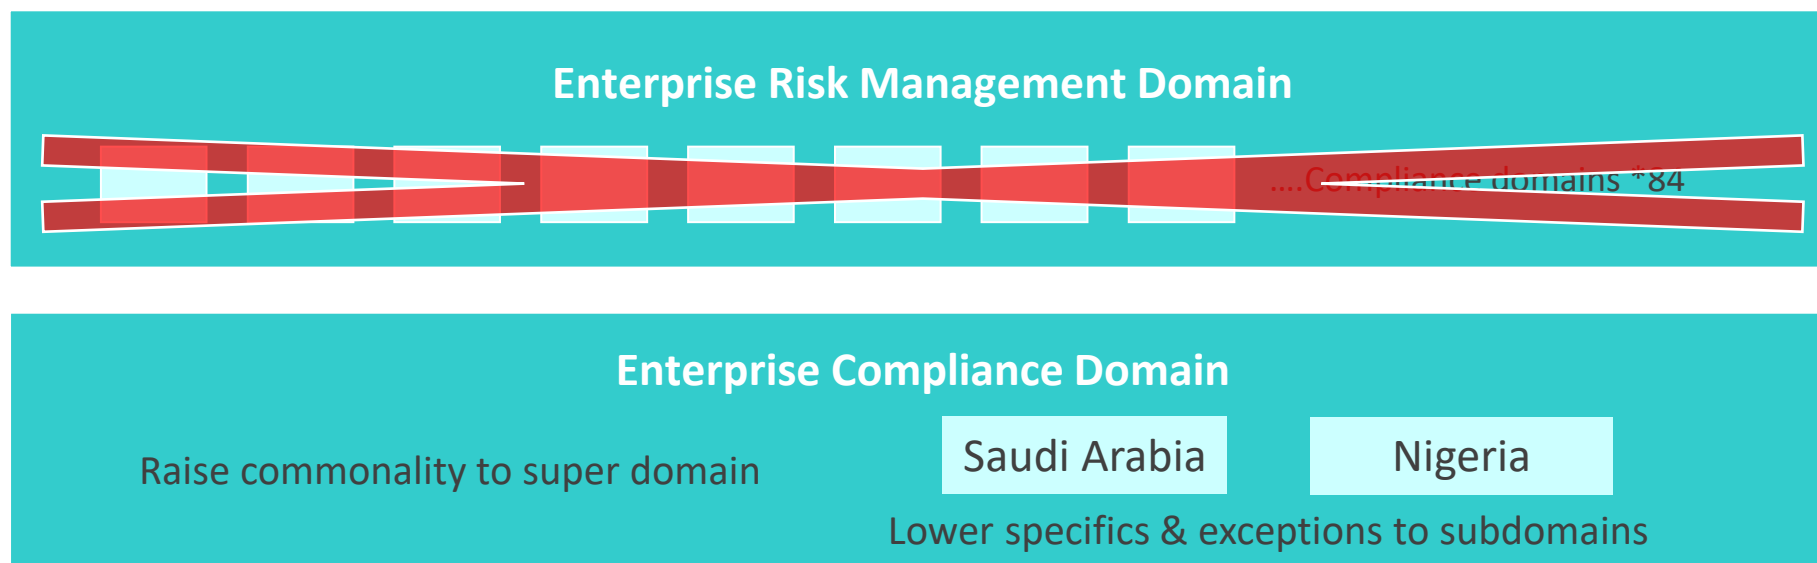 Enterprise Risk Management Domain
....Compliance domains *84
Enterprise Compliance Domain
Saudi Arabia
Nigeria
Raise commonality to super domain
Lower specifics & exceptions to subdomains